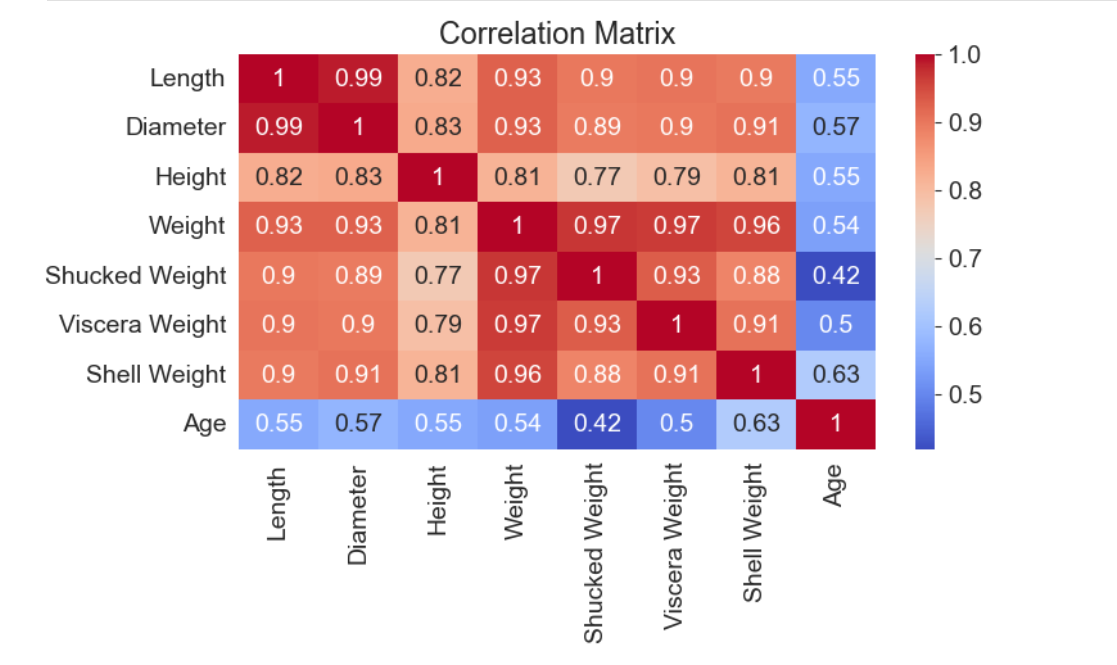 Correlation Matrix
Length 1 0.99 0.82 0.93 0.9 0.9 0.9 0.55
Diameter 0.99 1 0.83 0.93 0.89 0.9 0.91 0.57
Height 0.82 0.83 1 0.81 0.77 0.79 0.81 0.55
Weight 0.93 0.93 0.81 1 0.97 0.97 0.96 0.54
Shucked Weight 0.9 0.89 0.77 0.97 1 0.93 0.88 0.42
Viscera Weight 0.9 0.9 0.79 0.97 0.93 1 0.91 0.5
Shell Weight 0.9 0.91 0.81 0.96 0.88 0.91 1 0.63
Age 0.55 0.57 0.55 0.54 0.42 0.5 0.63 1
Length
Diameter
Height
Weight
Shucked Weight
Viscera Weight
Shell Weight
Age
1.0
0.9
0.8
0.7
0.6
0.5